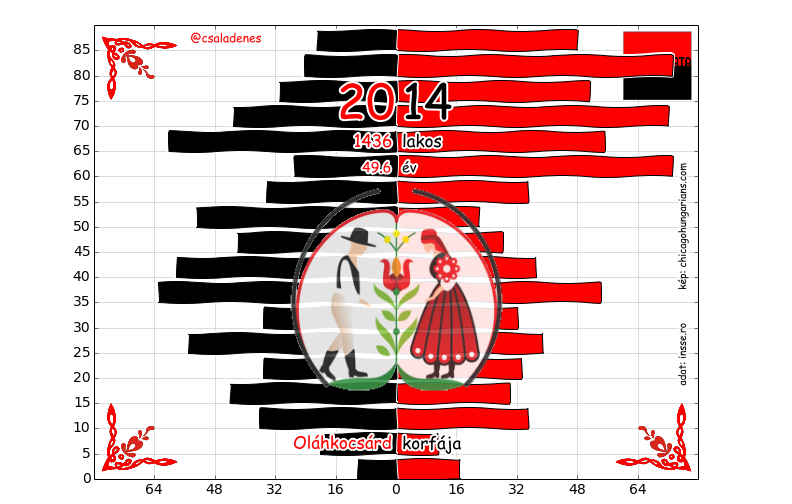 @csaladenes
2014
1436 lakos
49.6 év
kép: chicagohungarians.com
adat: insse.ro
Oláhkocsárd korfája
85
80
75
70
65
60
55
50
45
40
35
30
25
20
15
10
5
0
64 48 32 16 0 16 32 48 64